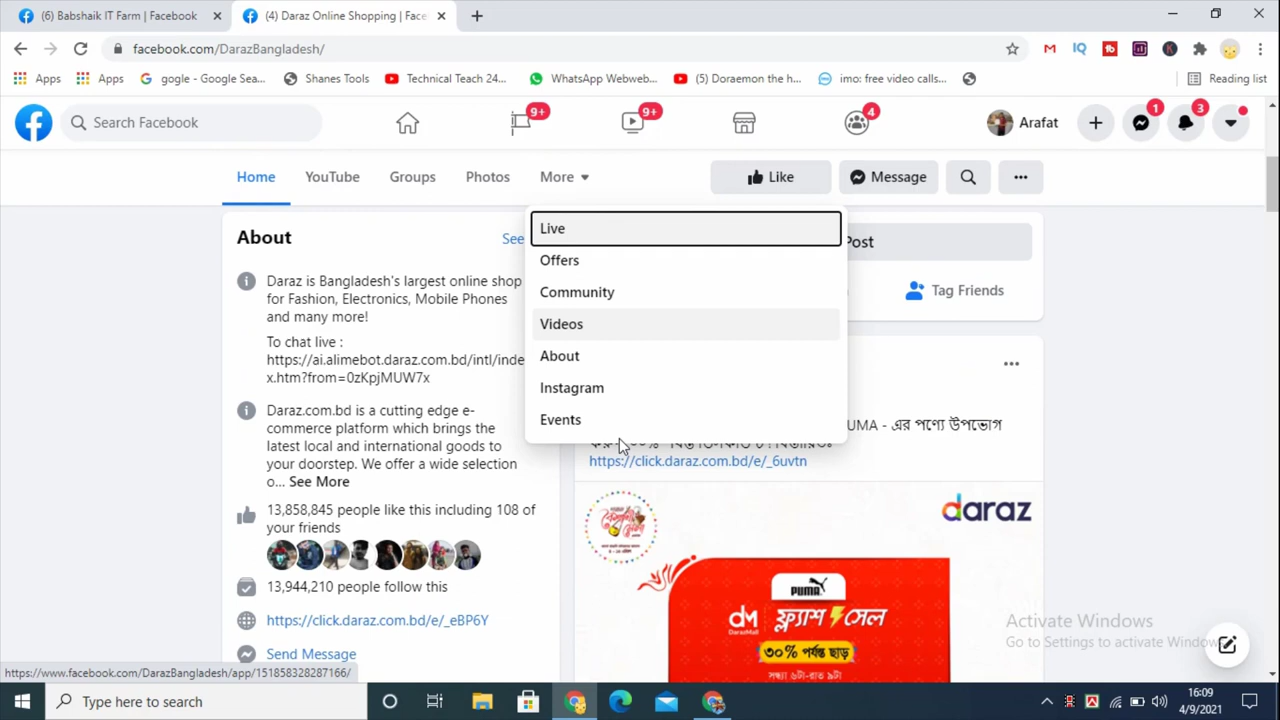 (6) Babshaik IT Farm | Facebook
(4) Daraz Online Shopping | Face
facebook.com/DarazBangladesh/
Apps
Apps
gogle - Google Sear...
Shanes Tools
Technical Teach 24...
WhatsApp Webweb...
(5) Doraemon the h...
imo: free video calls...
Reading list
Search Facebook
9+
9+
4
Arafat
1
3
Home
YouTube
Groups
Photos
More
Like
Message
Live
Offers
Community
Videos
About
Instagram
Events
About
See
Daraz is Bangladesh's largest online shop
for Fashion, Electronics, Mobile Phones
and many more!
To chat live :
https://ai.alimebot.daraz.com.bd/intl/inde
x.htm?from=0zKpjMUW7x
Daraz.com.bd is a cutting edge e-
commerce platform which brings the
latest local and international goods to
your doorstep. We offer a wide selection
o... See More
13,858,845 people like this including 108 of
your friends
13,944,210 people follow this
https://click.daraz.com.bd/e/_eBP6Y
Send Message
https://www.facebook.com/DarazBangladesh/app/151858328287166/
Post
Tag Friends
UMA - এর পণ্যে উপভোগ
https://click.daraz.com.bd/e/_6uvtn
daraz
PUMA
dm
DarazMall
ফ্ল্যাশ সেল
৩০% পর্যন্ত ছাড়
সন্ধ্যা ৬টা-রাত ৯টা
Activate Windows
Go to Settings to activate Window
Type here to search
16:09
4/9/2021